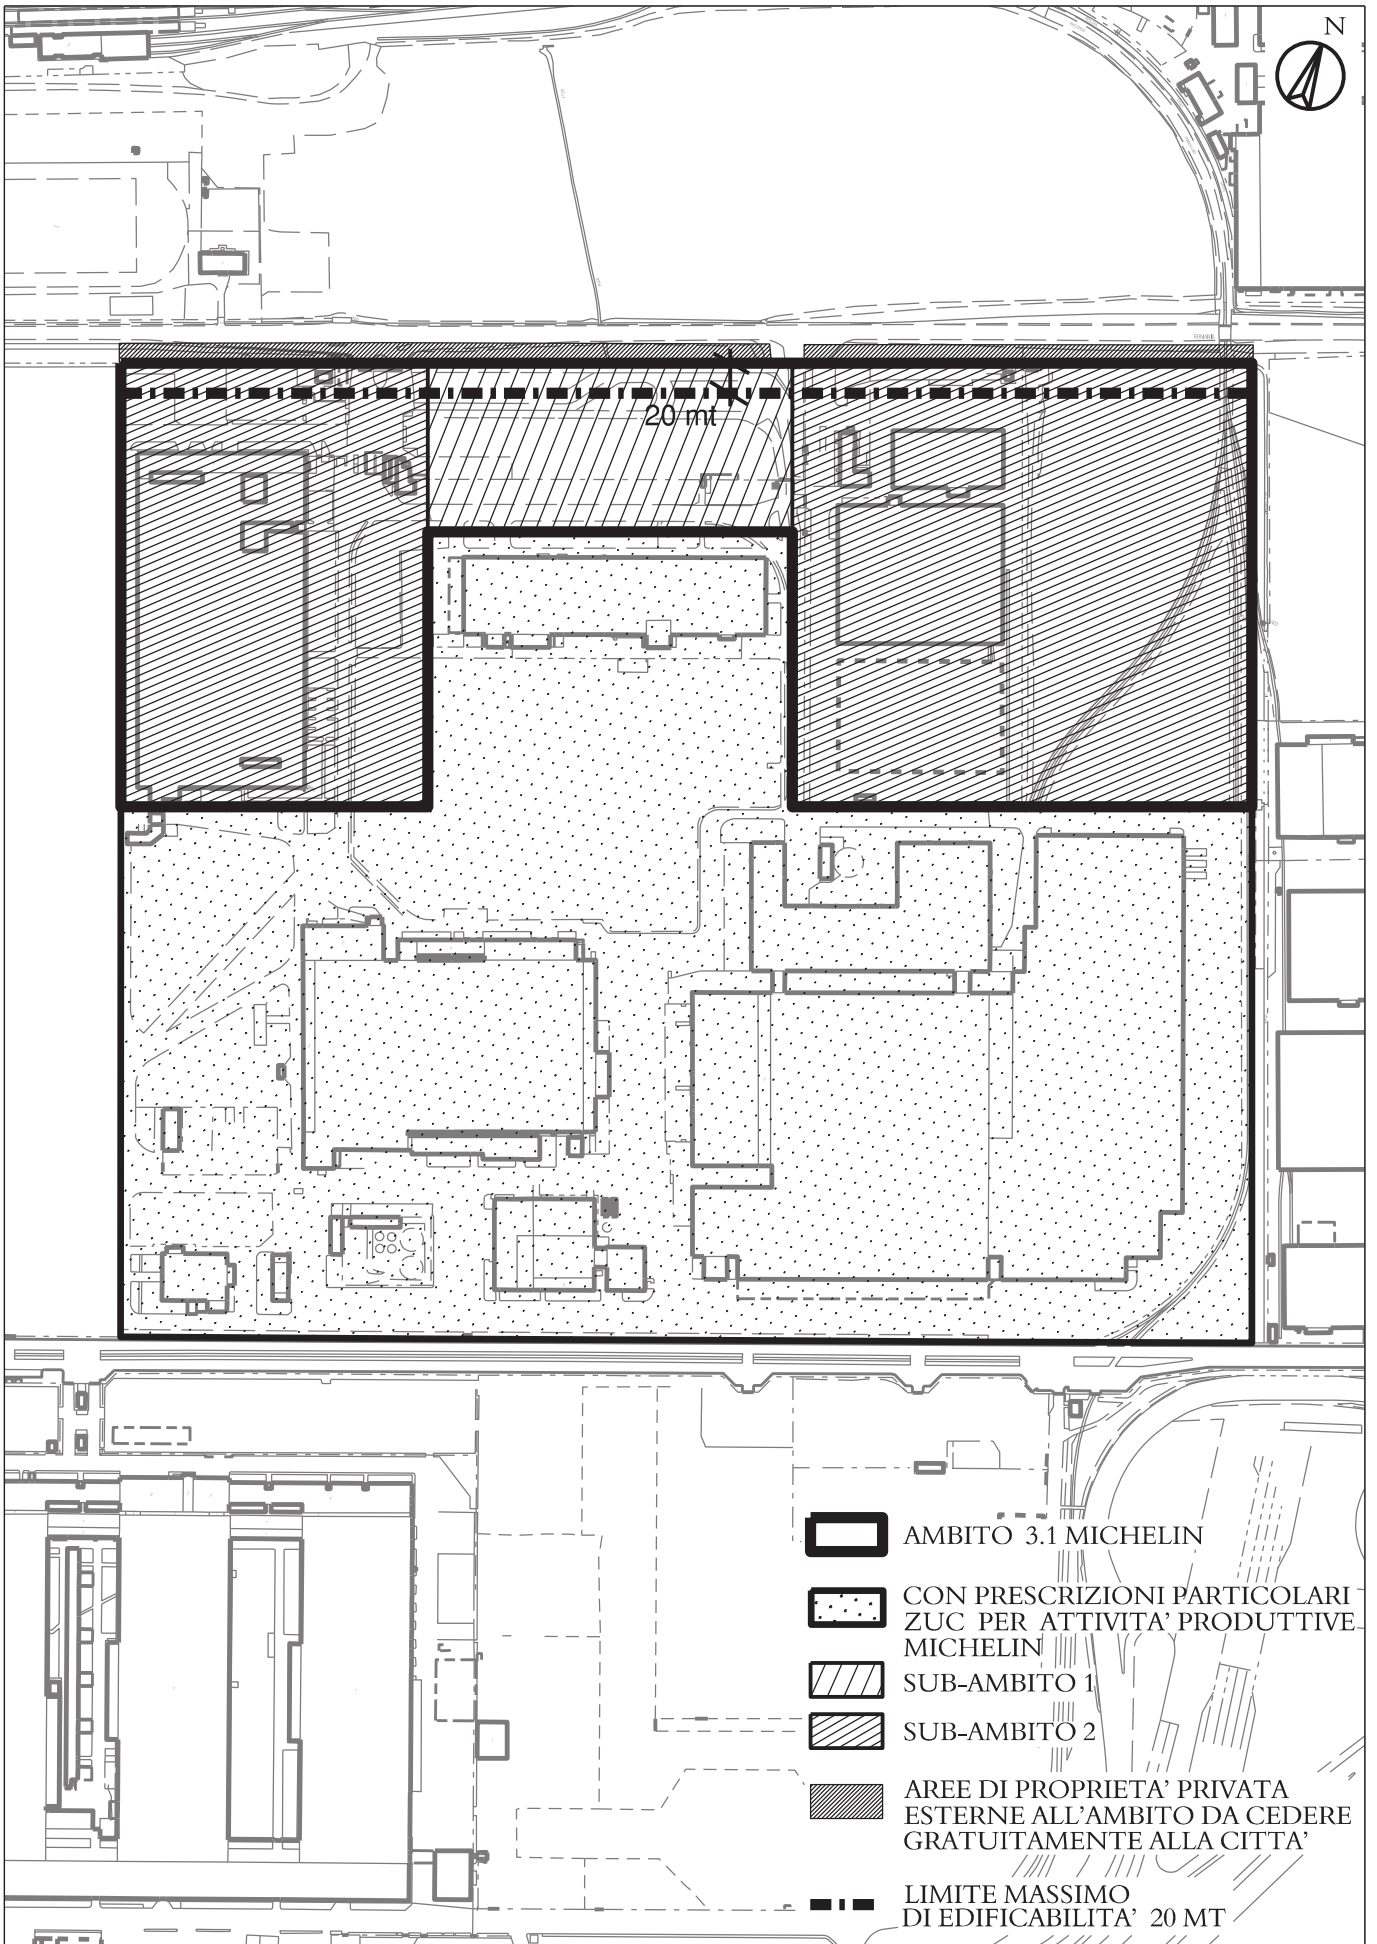 N
20 mt
AMBITO 3.1 MICHELIN
CON PRESCRIZIONI PARTICOLARI
ZUC PER ATTIVITA' PRODUTTIVE
MICHELIN
SUB-AMBITO 1
SUB-AMBITO 2
AREE DI PROPRIETA' PRIVATA
ESTERNE ALL'AMBITO DA CEDERE
GRATUITAMENTE ALLA CITTA'
LIMITE MASSIMO
DI EDIFICABILITA' 20 MT